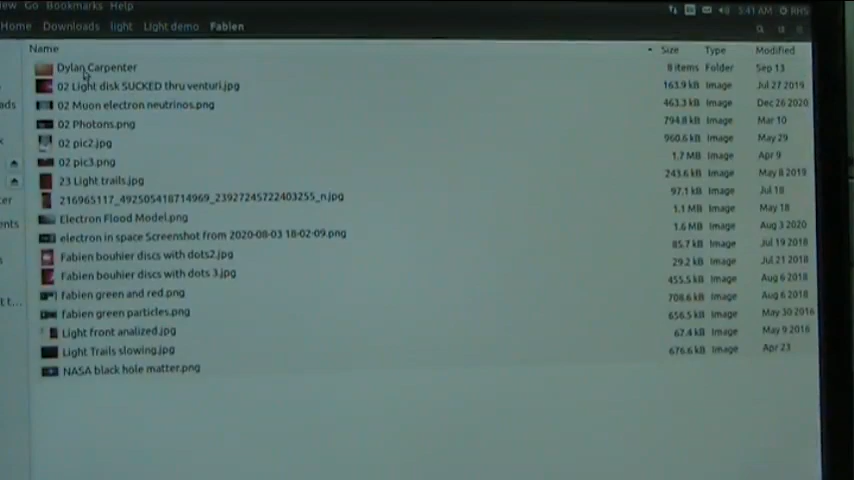 ew Go Bookmarks Help 5:41 AM RHS
Home Downloads light Light demo Fabien
Name Size Type Modified
Dylan Carpenter 8 items Folder Sep 13
02 Light disk SUCKED thru venturi.jpg 163.9 kB Image Jul 27 2019
02 Muon electron neutrinos.png 463.3 kB Image Dec 26 2020
02 Photons.png 794.8 kB Image Mar 10
02 pic2.jpg 960.6 kB Image May 29
02 pic3.png 1.7 MB Image Apr 9
23 Light trails.jpg 243.6 kB Image May 8 2019
216965117_492505418714969_23927245722403255_n.jpg 97.1 kB Image Jul 18
Electron Flood Model.png 1.1 MB Image May 18
electron in space Screenshot from 2020-08-03 18-02-09.png 1.6 MB Image Aug 3 2020
Fabien bouhier discs with dots2.jpg 85.7 kB Image Jul 19 2018
Fabien bouhier discs with dots 3.jpg 29.2 kB Image Jul 21 2018
fabien green and red.png 455.5 kB Image Aug 6 2018
fabien green particles.png 708.6 kB Image Aug 6 2018
Light front analized.jpg 656.5 kB Image May 30 2016
Light Trails slowing.jpg 67.4 kB Image May 9 2016
NASA black hole matter.png 676.6 kB Image Apr 23